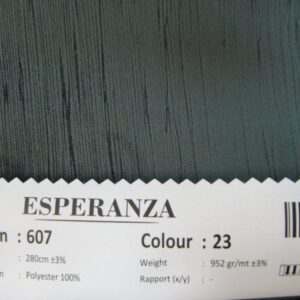 ESPERANZA
n : 607 Colour : 23
: 280cm ±3% Weight : 952 gr/mt ±3%
n : Polyester 100% Rapport (x/y) : -